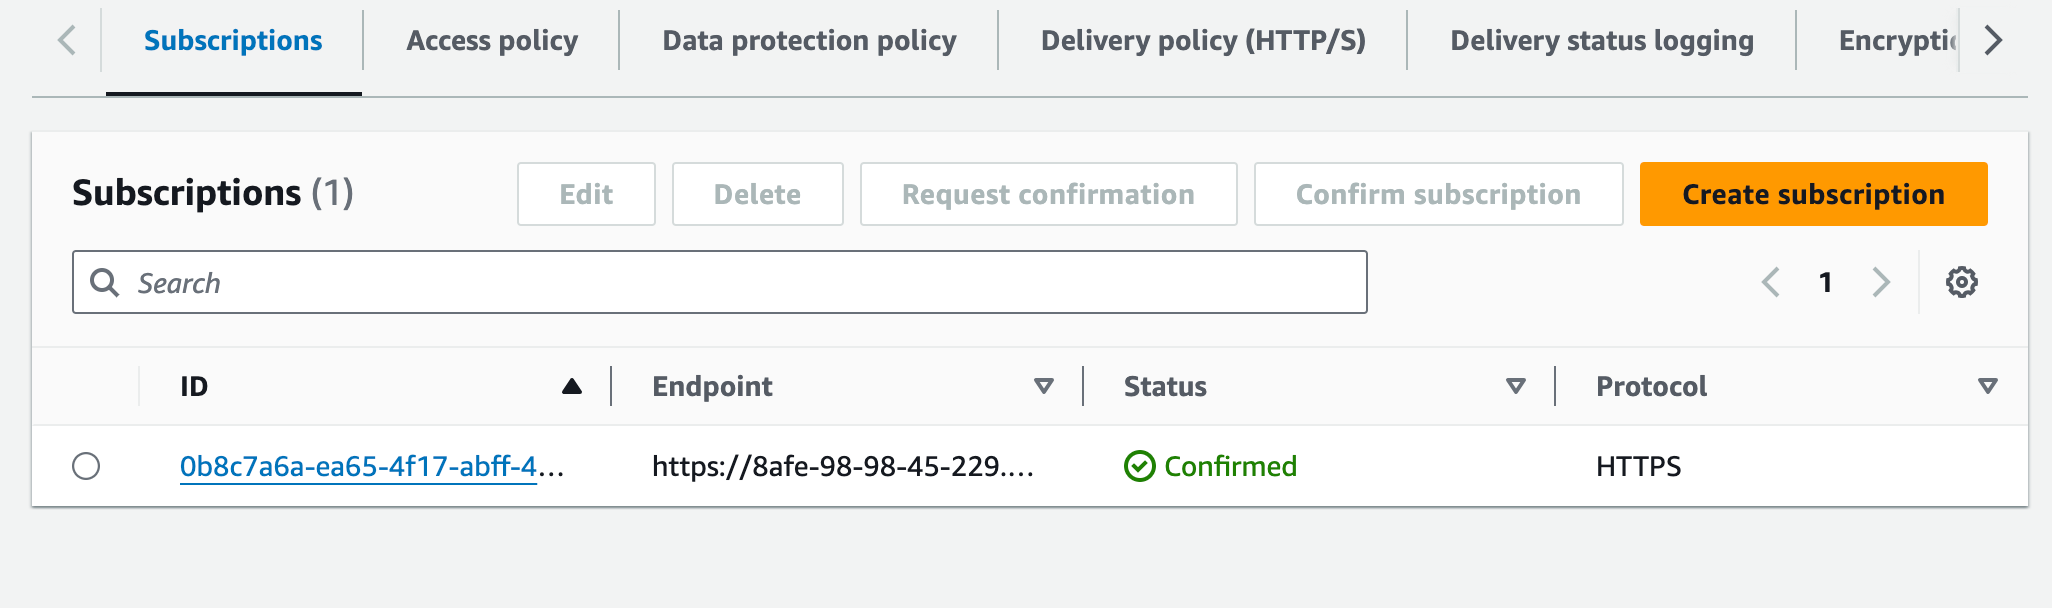 Subscriptions Access policy Data protection policy Delivery policy (HTTP/S) Delivery status logging
Subscriptions (1) Edit Delete Request confirmation Confirm subscription Create subscription
Search 1
ID Endpoint Status Protocol
0b8c7a6a-ea65-4f17-abff-4... https://8afe-98-98-45-229.... Confirmed HTTPS